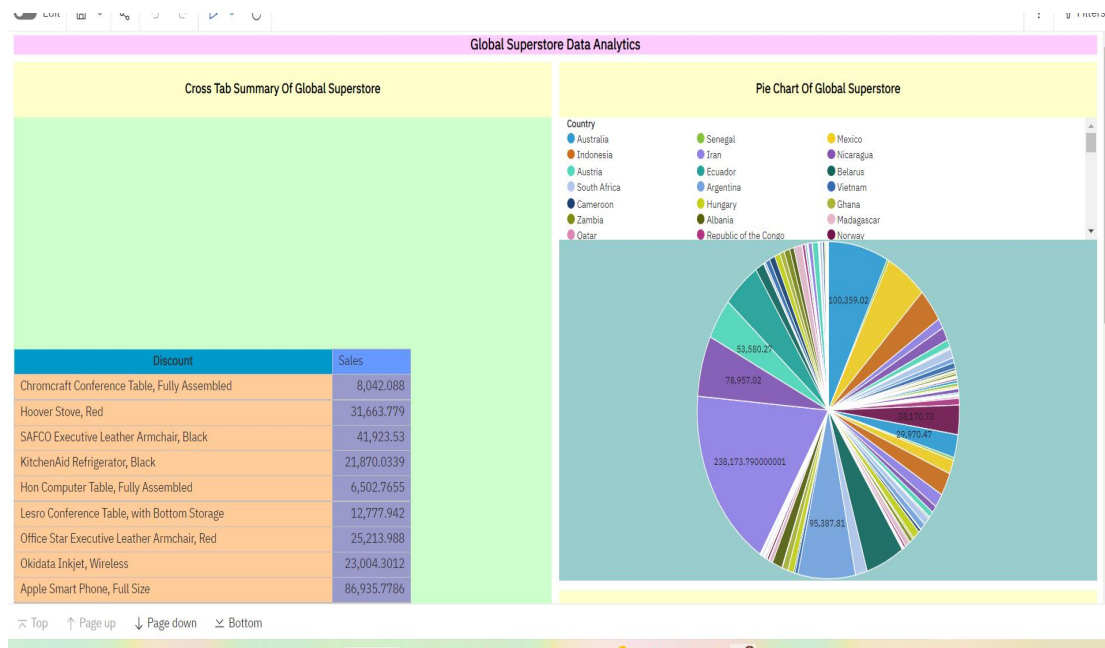 Edit
Filters
Global Superstore Data Analytics
Cross Tab Summary Of Global Superstore
Discount Sales
Chromcraft Conference Table, Fully Assembled 8,042.088
Hoover Stove, Red 31,663.779
SAFCO Executive Leather Armchair, Black 41,923.53
KitchenAid Refrigerator, Black 21,870.0339
Hon Computer Table, Fully Assembled 6,502.7655
Lesro Conference Table, with Bottom Storage 12,777.942
Office Star Executive Leather Armchair, Red 25,213.988
Okidata Inkjet, Wireless 23,004.3012
Apple Smart Phone, Full Size 86,935.7786
Pie Chart Of Global Superstore
Country
Australia Senegal Mexico
Indonesia Iran Nicaragua
Austria Ecuador Belarus
South Africa Argentina Vietnam
Cameroon Hungary Ghana
Zambia Albania Madagascar
Qatar Republic of the Congo Norway
100,359.02
53,580.27
78,957.02
38,170.72
29,970.47
238,173.790000001
95,387.81
Top Page up Page down Bottom